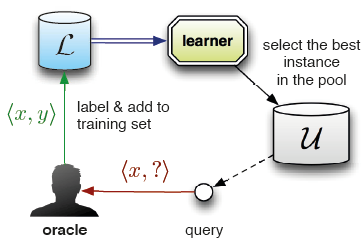 ℒ
learner
select the best
instance
in the pool
⟨x, y⟩
label & add to
training set
𝒰
⟨x, ?⟩
oracle
query